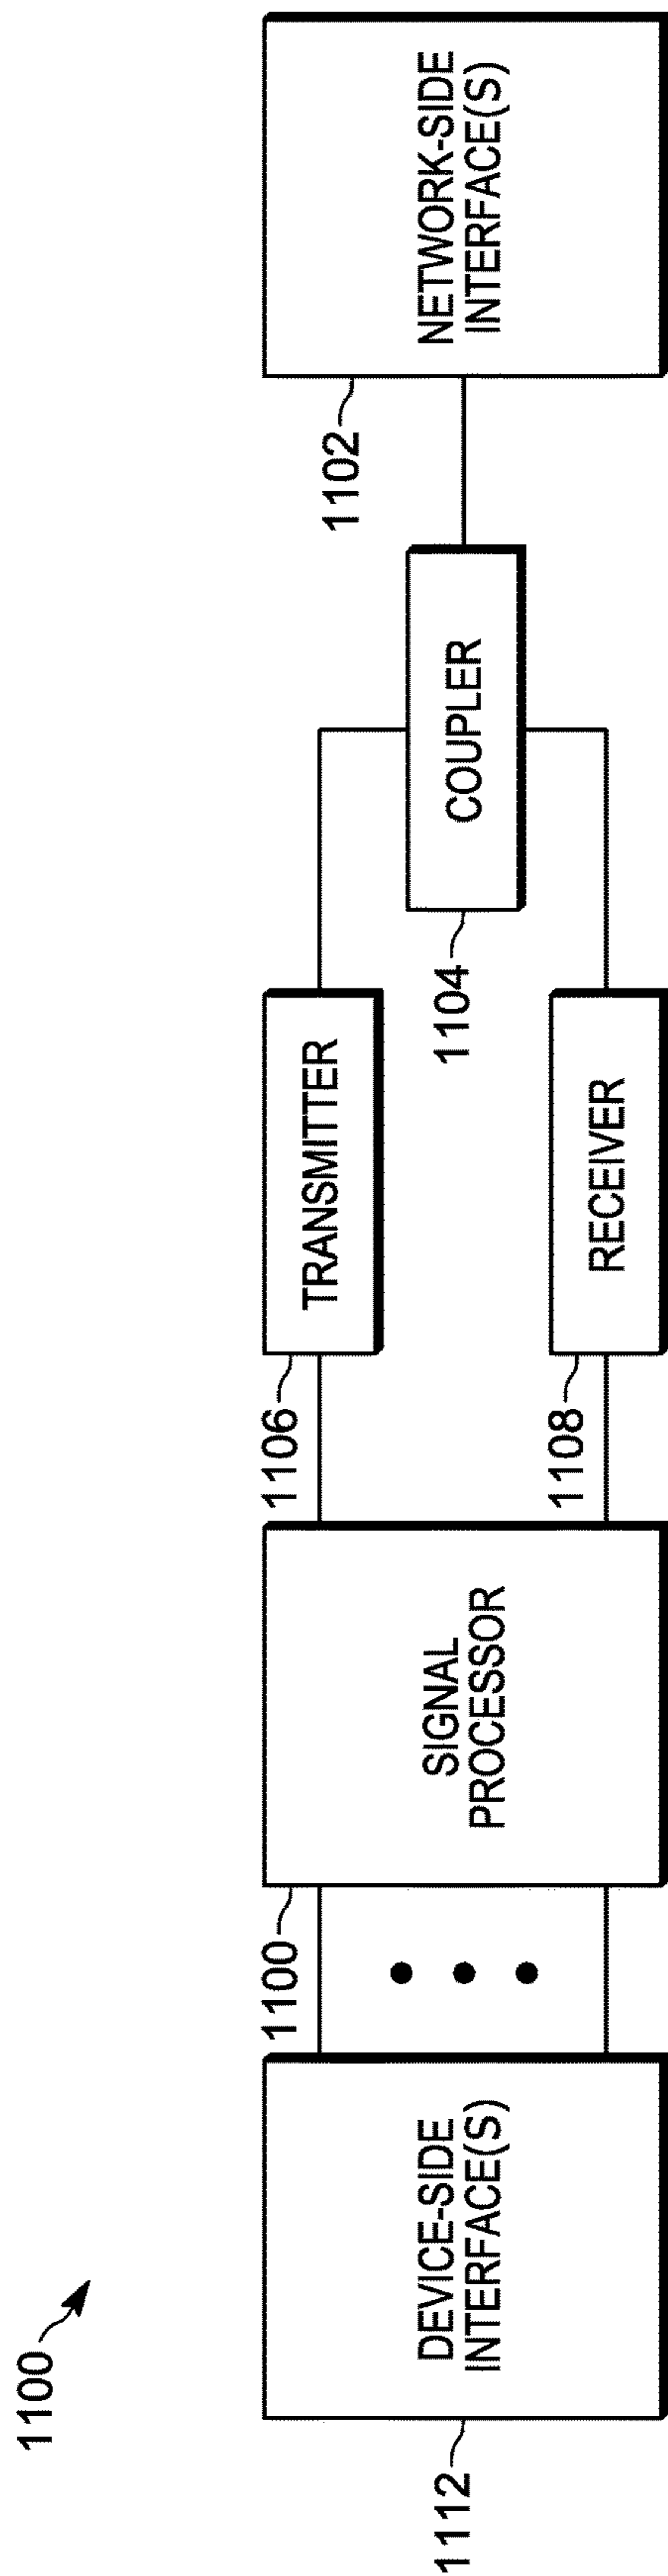 1100
1112
DEVICE-SIDE
INTERFACE(S)
1100
SIGNAL
PROCESSOR
1106
TRANSMITTER
1108
RECEIVER
1104
COUPLER
1102
NETWORK-SIDE
INTERFACE(S)